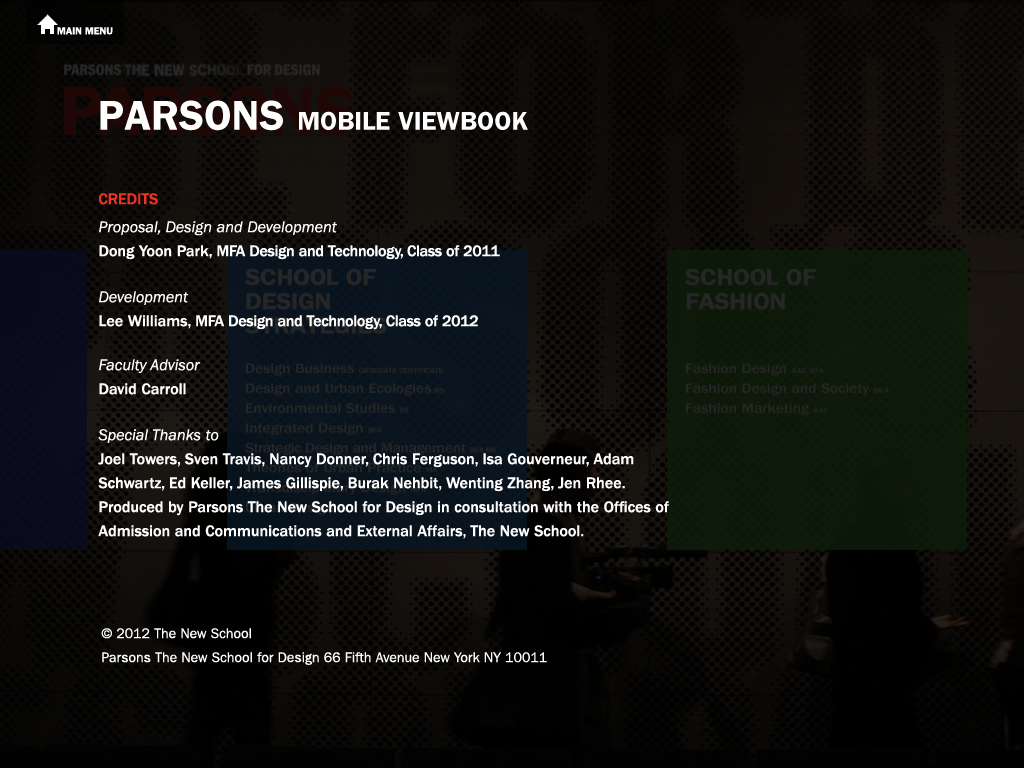 MAIN MENU
PARSONS THE NEW SCHOOL FOR DESIGN
PARSONS
PARSONS MOBILE VIEWBOOK
CREDITS
Proposal, Design and Development
Dong Yoon Park, MFA Design and Technology, Class of 2011
Development
Lee Williams, MFA Design and Technology, Class of 2012
Faculty Advisor
David Carroll
Special Thanks to
Joel Towers, Sven Travis, Nancy Donner, Chris Ferguson, Isa Gouverneur, Adam
Schwartz, Ed Keller, James Gillispie, Burak Nehbit, Wenting Zhang, Jen Rhee.
Produced by Parsons The New School for Design in consultation with the Offices of
Admission and Communications and External Affairs, The New School.
© 2012 The New School
Parsons The New School for Design 66 Fifth Avenue New York NY 10011
SCHOOL OF
DESIGN
STRATEGIES
Design Business GRADUATE CERTIFICATE
Design and Urban Ecologies MS
Environmental Studies BS
Integrated Design BFA
Strategic Design and Management
Theories of Urban Practice
SCHOOL OF
FASHION
Fashion Design AAS, BFA
Fashion Design and Society MFA
Fashion Marketing AAS